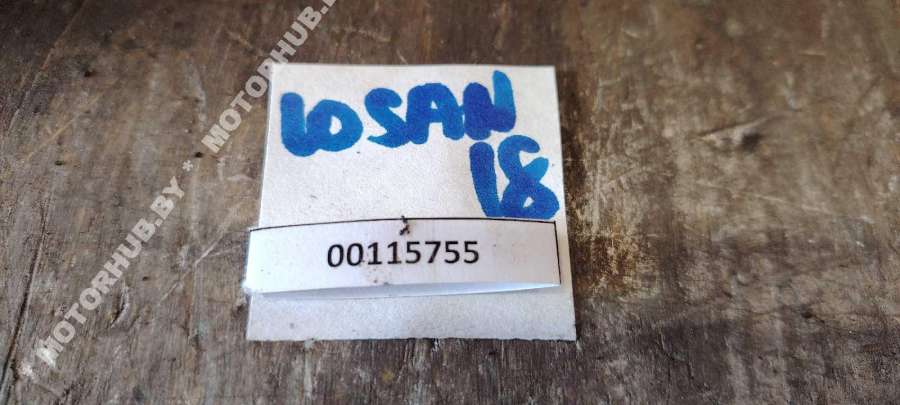 LOSAN
18
00115755
MOTORHUB.BY * MOTORHUB.BY